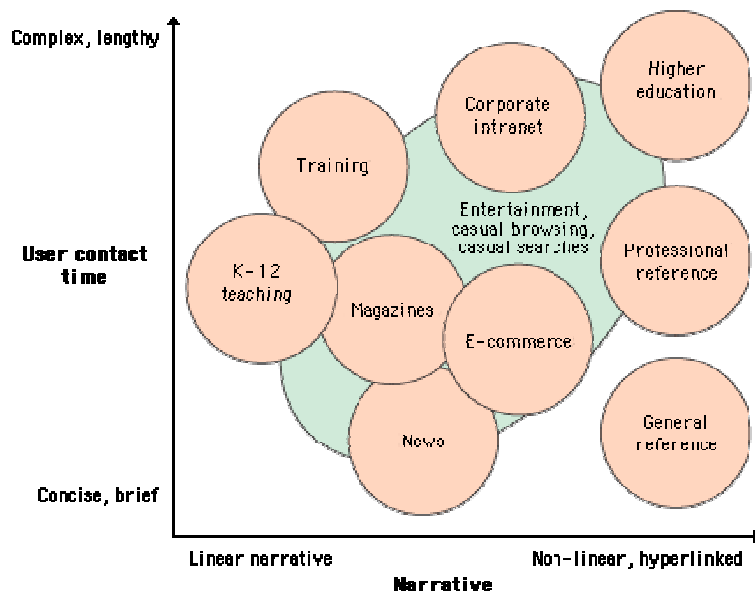 Complex, lengthy
Higher
education
Corporate
intranet
Training
Entertainment,
casual browsing,
casual searches
User contact
time
K-12
teaching
Professional
reference
Magazines
E-commerce
News
General
reference
Concise, brief
Linear narrative
Non-linear, hyperlinked
Narrative